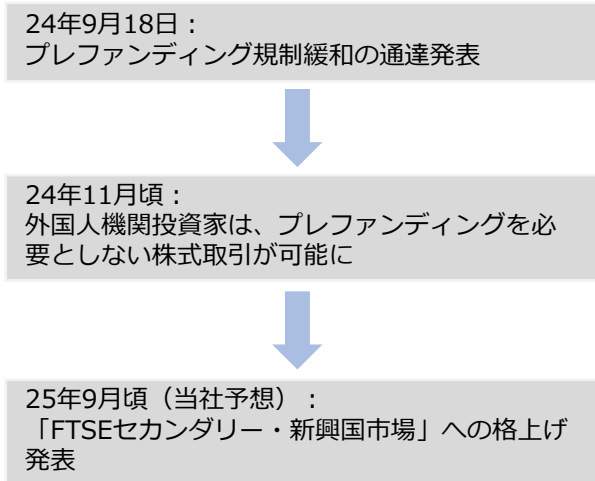 24年9月18日：
プレファンディング規制緩和の通達発表
24年11月頃：
外国人機関投資家は、プレファンディングを必
要としない株式取引が可能に
25年9月頃（当社予想）：
「FTSEセカンダリー・新興国市場」への格上げ
発表